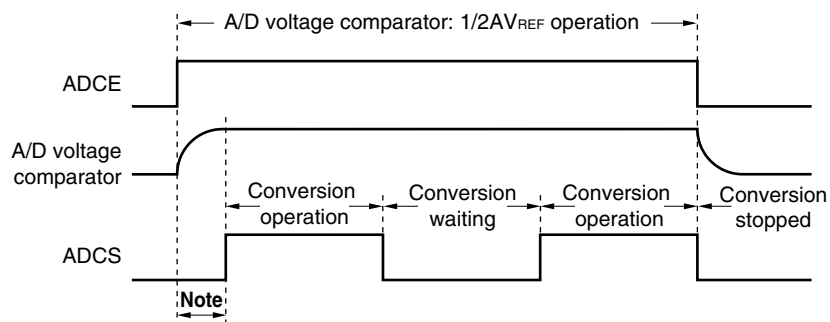 A/D voltage comparator: 1/2AVREF operation
ADCE
A/D voltage
comparator
Conversion
operation
Conversion
waiting
Conversion
operation
Conversion
stopped
ADCS
Note